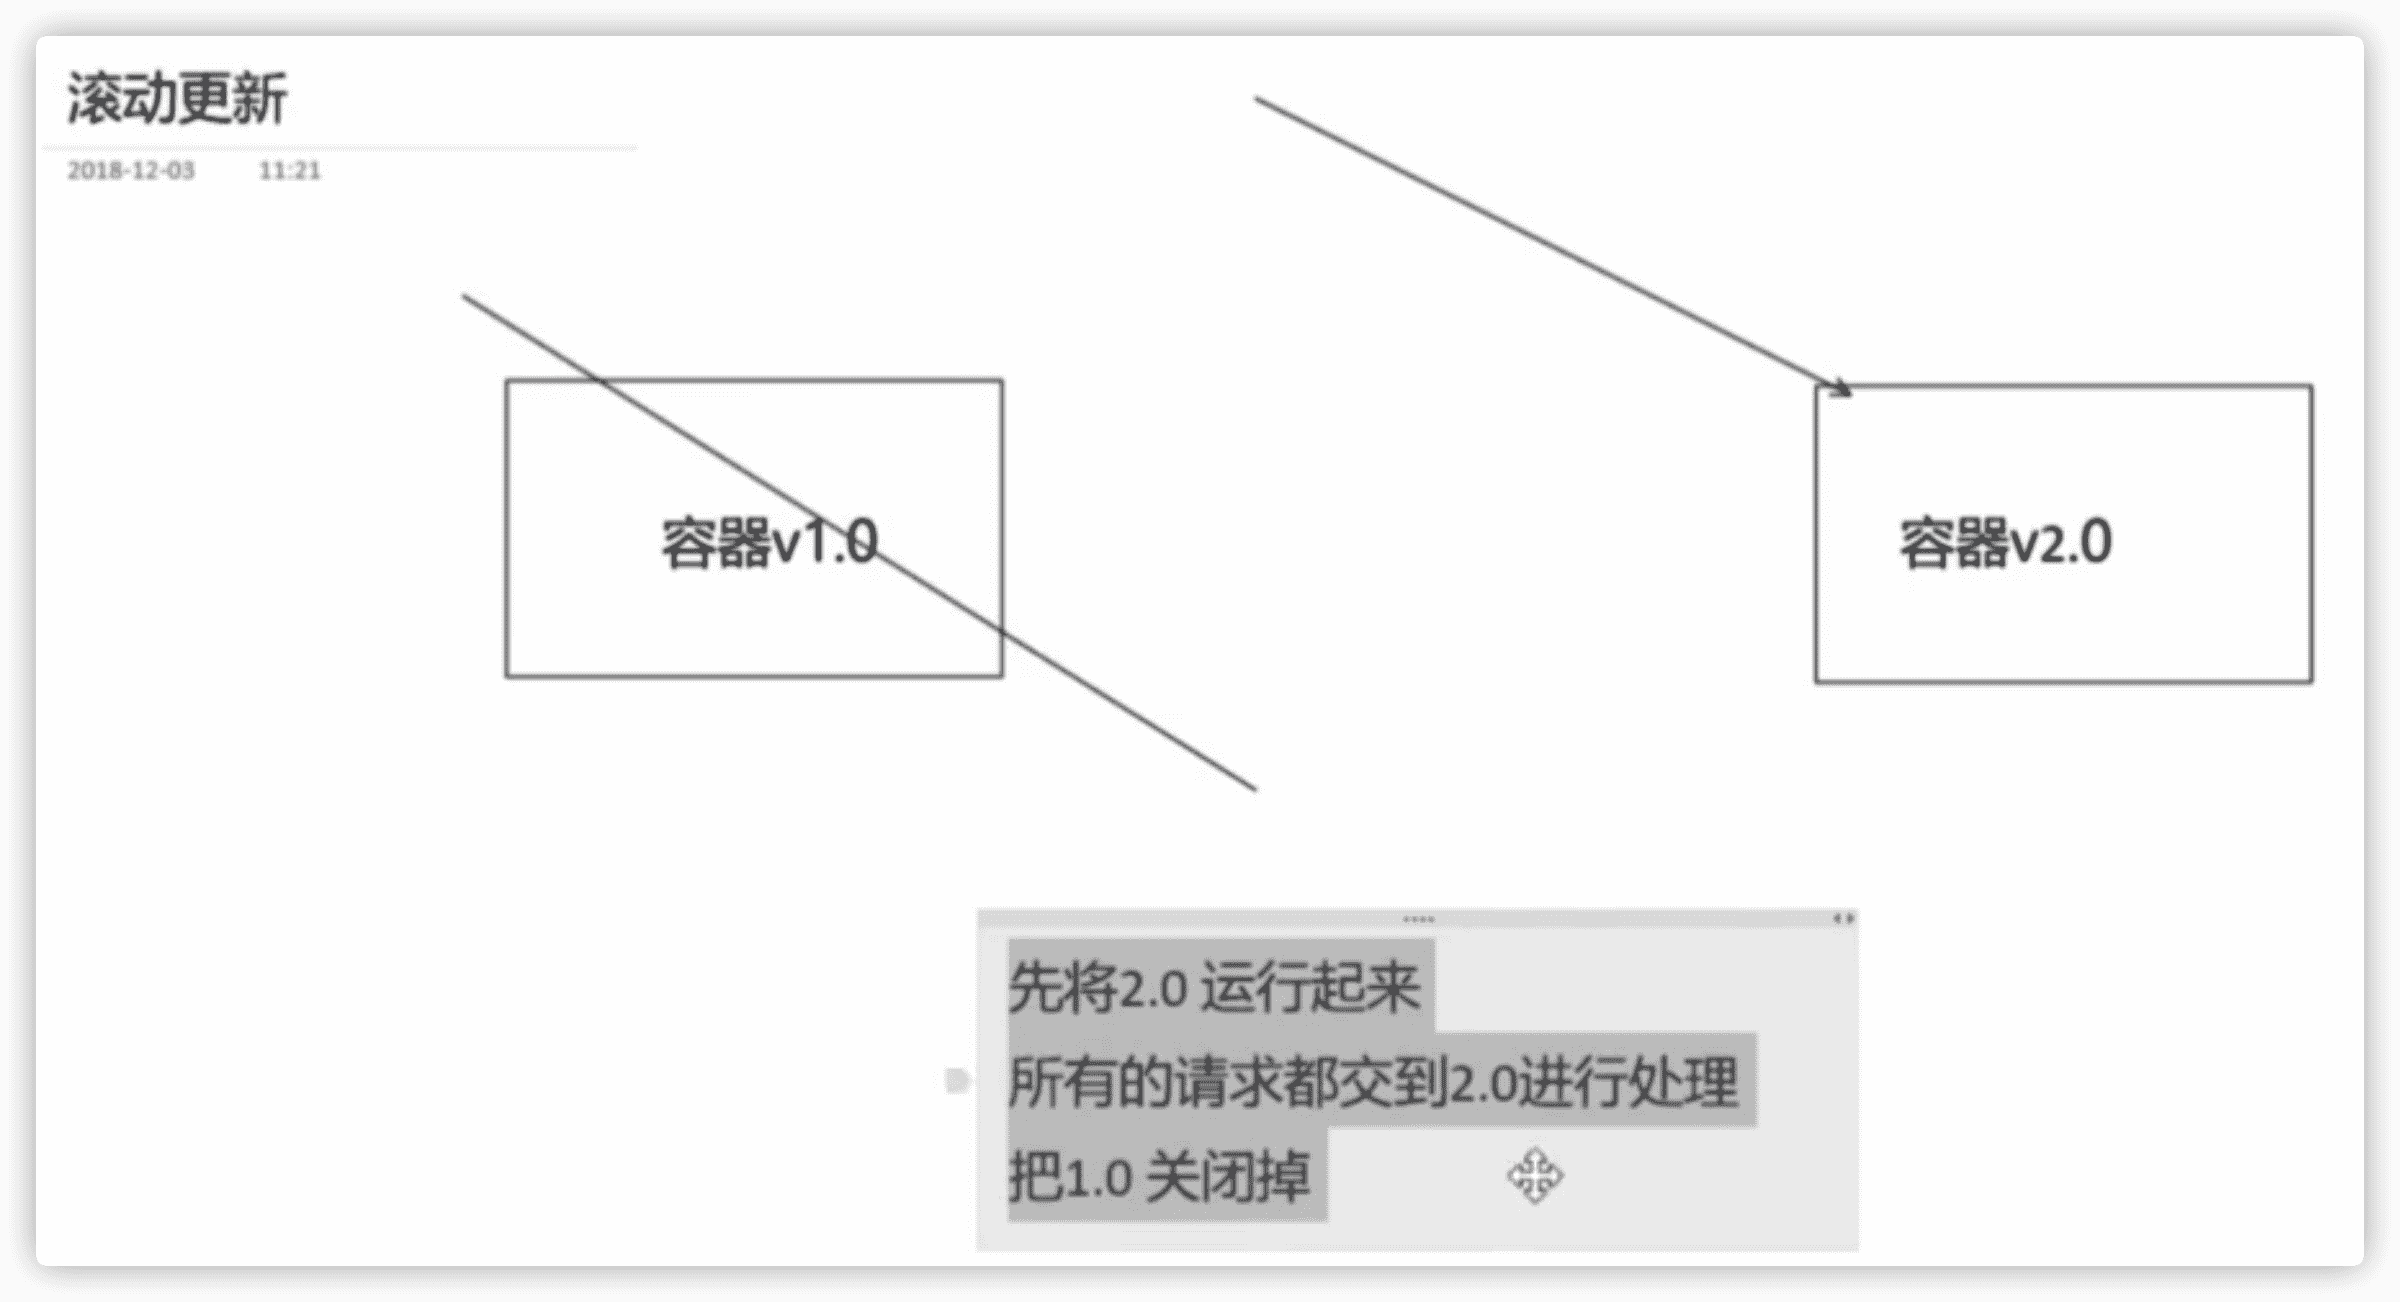 滚动更新
2018-12-03 11:21
容器v1.0
容器v2.0
先将2.0 运行起来
所有的请求都交到2.0进行处理
把1.0 关闭掉